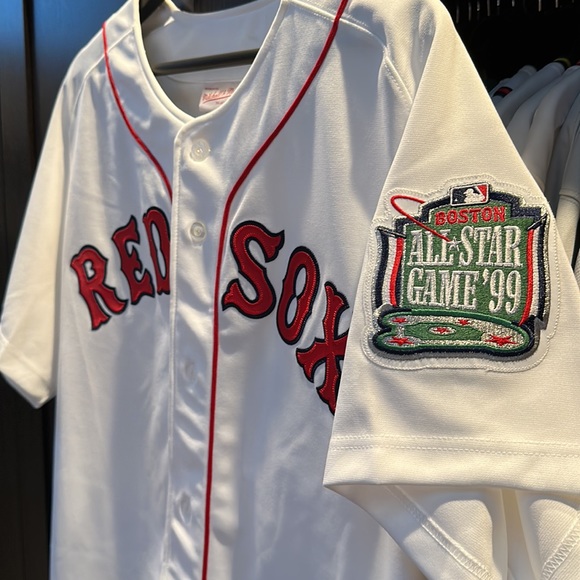 RED SOX
BOSTON
ALL STAR
GAME '99